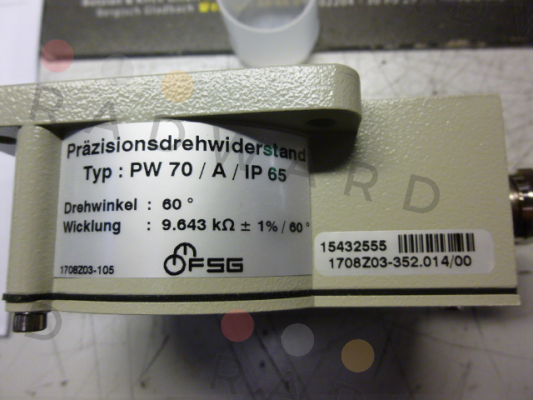 Präzisionsdrehwiderstand
Typ : PW 70 / A / IP 65
Drehwinkel : 60 °
Wicklung : 9.643 kΩ ± 1% / 60°
1708Z03-105
FSG
15432555
1708Z03-352.014/00
RADWARD